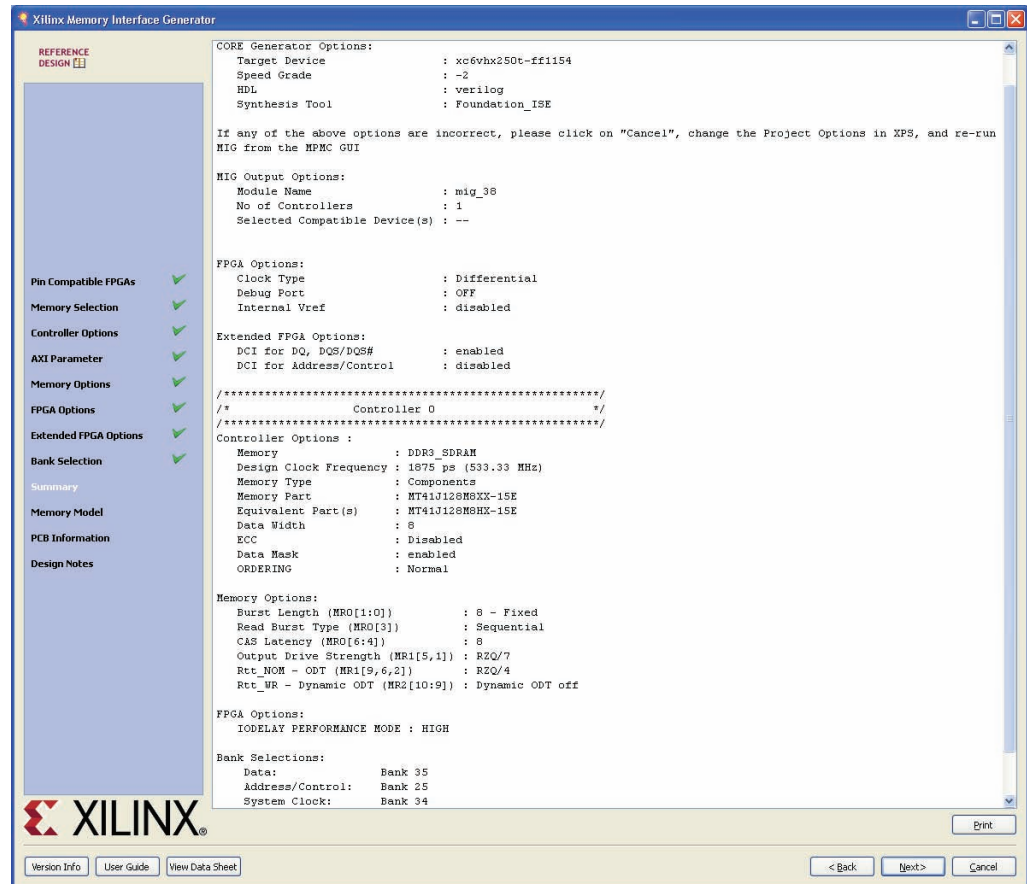 Xilinx Memory Interface Generator
REFERENCE
DESIGN
Pin Compatible FPGAs
Memory Selection
Controller Options
AXI Parameter
Memory Options
FPGA Options
Extended FPGA Options
Bank Selection
Summary
Memory Model
PCB Information
Design Notes
CORE Generator Options:
Target Device : xc6vhx250t-ff1154
Speed Grade : -2
HDL : verilog
Synthesis Tool : Foundation_ISE
If any of the above options are incorrect, please click on "Cancel", change the Project Options in XPS, and re-run
MIG from the MPMC GUI
MIG Output Options:
Module Name : mig_38
No of Controllers : 1
Selected Compatible Device(s) : --
FPGA Options:
Clock Type : Differential
Debug Port : OFF
Internal Vref : disabled
Extended FPGA Options:
DCI for DQ, DQS/DQS# : enabled
DCI for Address/Control : disabled
/*******************************************************/
/* Controller 0 */
/*******************************************************/
Controller Options :
Memory : DDR3_SDRAM
Design Clock Frequency : 1875 ps (533.33 MHz)
Memory Type : Components
Memory Part : MT41J128M8XX-15E
Equivalent Part(s) : MT41J128M8HX-15E
Data Width : 8
ECC : Disabled
Data Mask : enabled
ORDERING : Normal
Memory Options:
Burst Length (MR0[1:0]) : 8 - Fixed
Read Burst Type (MR0[3]) : Sequential
CAS Latency (MR0[6:4]) : 8
Output Drive Strength (MR1[5,1]) : RZQ/7
Rtt_NOM - ODT (MR1[9,6,2]) : RZQ/4
Rtt_WR - Dynamic ODT (MR2[10:9]) : Dynamic ODT off
FPGA Options:
IODELAY PERFORMANCE MODE : HIGH
Bank Selections:
Data: Bank 35
Address/Control: Bank 25
System Clock: Bank 34
XILINX®
Print
Version Info
User Guide
View Data Sheet
< Back
Next>
Cancel